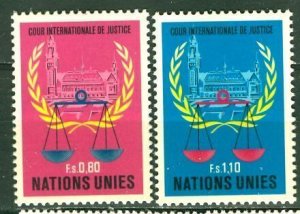 COUR INTERNATIONALE DE JUSTICE
F.s. 0,80
NATIONS UNIES
COUR INTERNATIONALE DE JUSTICE
F.s. 1,10
NATIONS UNIES